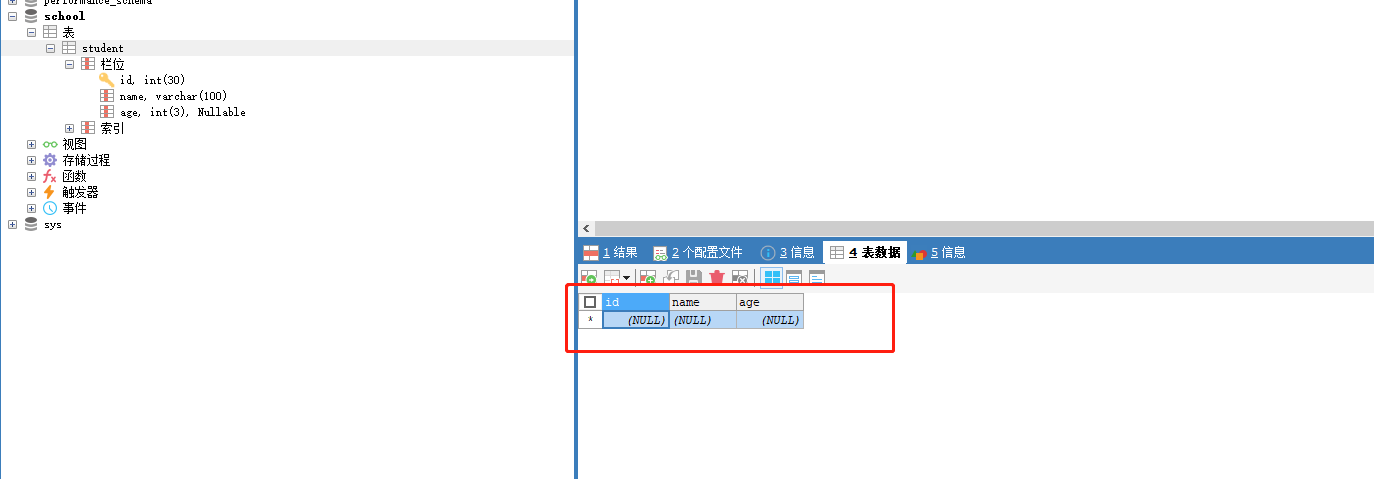 performance_schema
school
表
student
栏位
id, int(30)
name, varchar(100)
age, int(3), Nullable
索引
视图
存储过程
函数
触发器
事件
sys
1 结果 2 个配置文件 3 信息 4 表数据 5 信息
id name age
* (NULL) (NULL) (NULL)